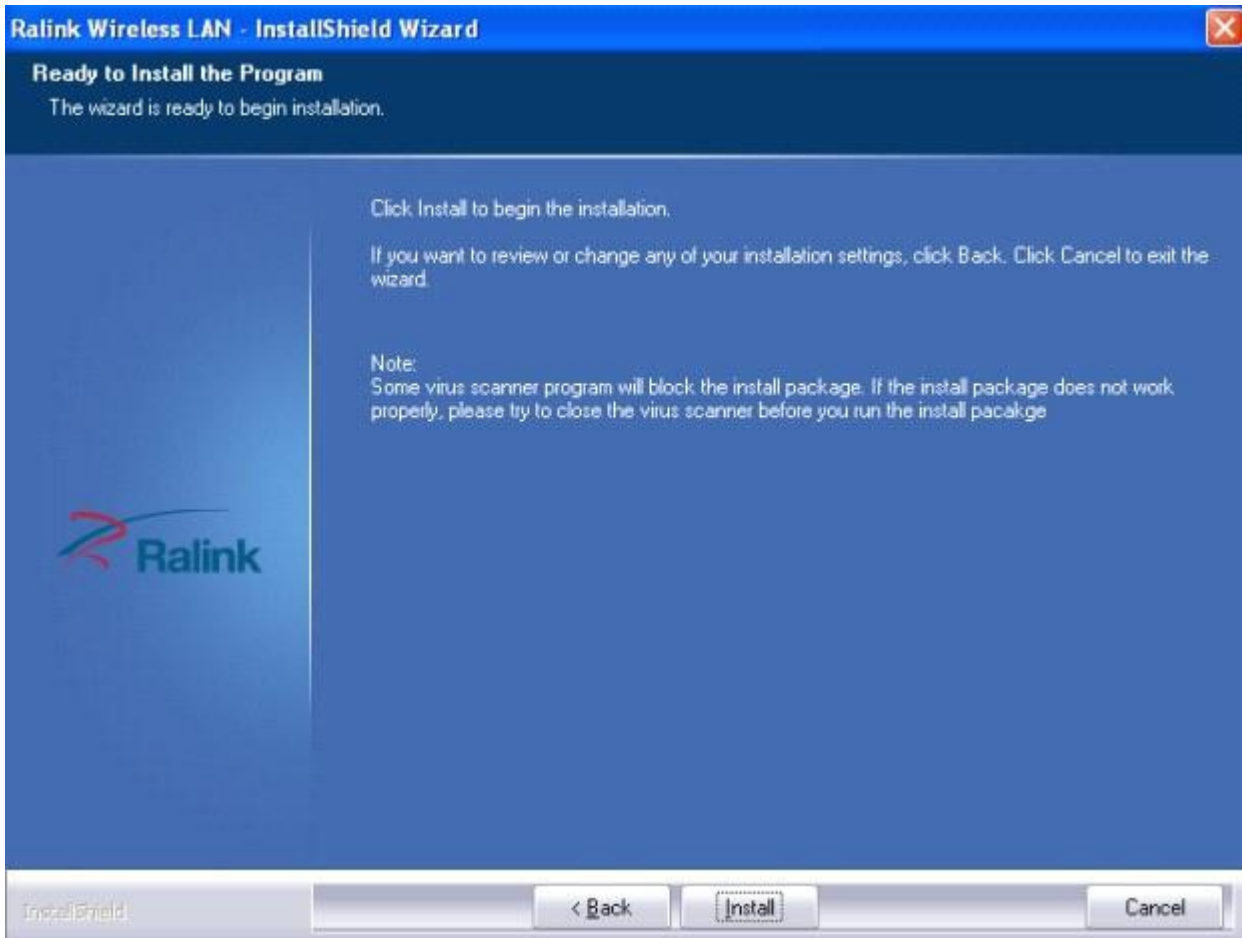 Ralink Wireless LAN - InstallShield Wizard
Ready to Install the Program
The wizard is ready to begin installation.
Click Install to begin the installation.
If you want to review or change any of your installation settings, click Back. Click Cancel to exit the
wizard.
Note:
Some virus scanner program will block the install package. If the install package does not work
properly, please try to close the virus scanner before you run the install pacakge
Ralink
InstallShield
< Back
Install
Cancel